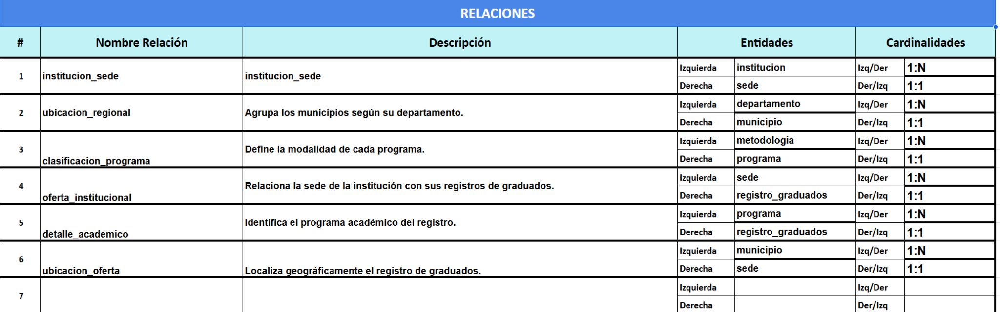 RELACIONES
# Nombre Relación Descripción Entidades Cardinalidades
1 institucion_sede institucion_sede Izquierda institucion Izq/Der 1:N
Derecha sede Der/Izq 1:1
2 ubicacion_regional Agrupa los municipios según su departamento. Izquierda departamento Izq/Der 1:N
Derecha municipio Der/Izq 1:1
3 clasificacion_programa Define la modalidad de cada programa. Izquierda metodologia Izq/Der 1:N
Derecha programa Der/Izq 1:1
4 oferta_institucional Relaciona la sede de la institución con sus registros de graduados. Izquierda sede Izq/Der 1:N
Derecha registro_graduados Der/Izq 1:1
5 detalle_academico Identifica el programa académico del registro. Izquierda programa Izq/Der 1:N
Derecha registro_graduados Der/Izq 1:1
6 ubicacion_oferta Localiza geográficamente el registro de graduados. Izquierda municipio Izq/Der 1:N
Derecha sede Der/Izq 1:1
7 Izquierda Izq/Der
Derecha Der/Izq